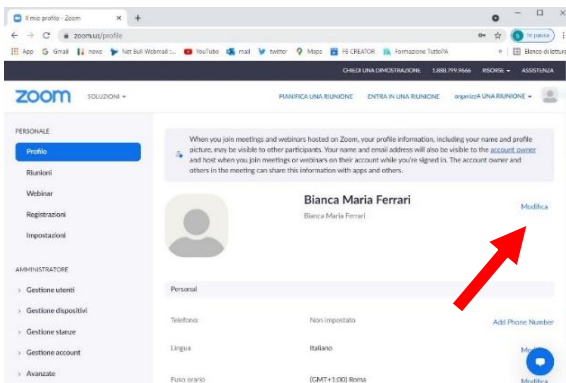 Il mio profilo - Zoom
zoom.us/profile
In pausa
App Gmail news Net Bull Webmail :... YouTube mail twitter Maps FE CREATOR Formazione TuttoPA » Elenco di lettura
CHIEDI UNA DIMOSTRAZIONE 1.888.799.9666 RISORSE ASSISTENZA
zoom SOLUZIONI PIANIFICA UNA RIUNIONE ENTRA IN UNA RIUNIONE organizzA UNA RIUNIONE
PERSONALE
Profilo
Riunioni
Webinar
Registrazioni
Impostazioni
AMMINISTRATORE
Gestione utenti
Gestione dispositivi
Gestione stanze
Gestione account
Avanzate
When you join meetings and webinars hosted on Zoom, your profile information, including your name and profile
picture, may be visible to other participants. Your name and email address will also be visible to the account owner
and host when you join meetings or webinars on their account while you're signed in. The account owner and
others in the meeting can share this information with apps and others.
Bianca Maria Ferrari
Bianca Maria Ferrari
Modifica
Personal
Telefono Non impostato Add Phone Number
Lingua Italiano
Fuso orario (GMT+1:00) Roma Modifica